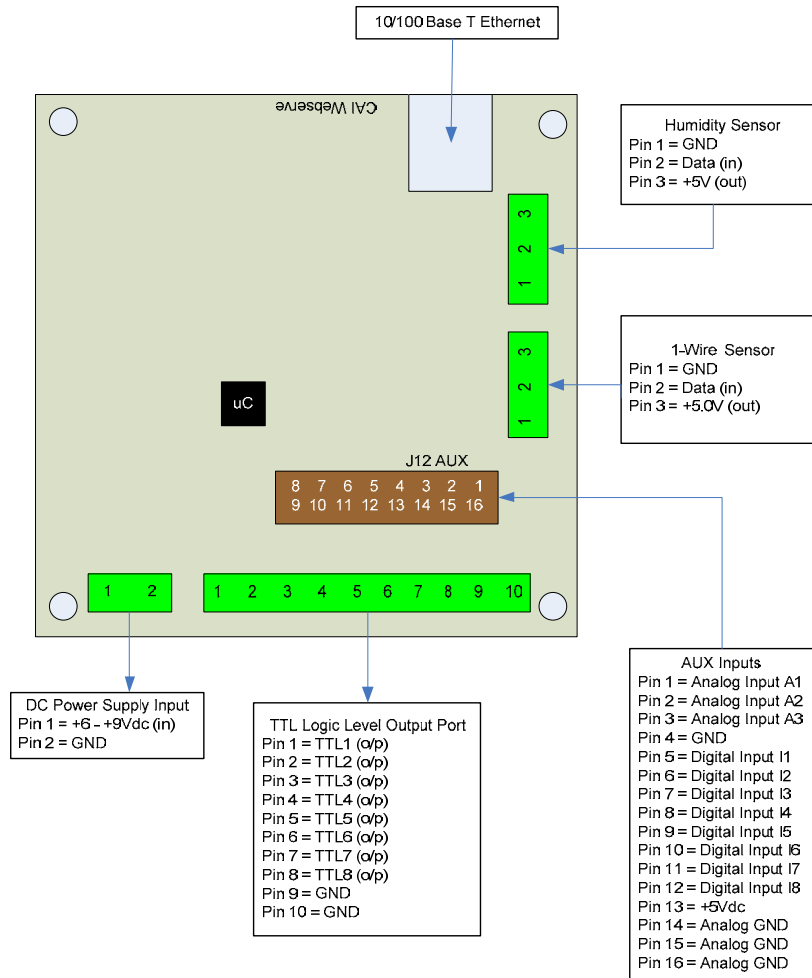 10/100 Base T Ethernet
CAI Webserve
Humidity Sensor
Pin 1 = GND
Pin 2 = Data (in)
Pin 3 = +5V (out)
3
2
1
1-Wire Sensor
Pin 1 = GND
Pin 2 = Data (in)
Pin 3 = +5.0V (out)
3
2
1
uC
J12 AUX
8 7 6 5 4 3 2 1
9 10 11 12 13 14 15 16
1 2
1 2 3 4 5 6 7 8 9 10
DC Power Supply Input
Pin 1 = +6 - +9Vdc (in)
Pin 2 = GND
TTL Logic Level Output Port
Pin 1 = TTL1 (o/p)
Pin 2 = TTL2 (o/p)
Pin 3 = TTL3 (o/p)
Pin 4 = TTL4 (o/p)
Pin 5 = TTL5 (o/p)
Pin 6 = TTL6 (o/p)
Pin 7 = TTL7 (o/p)
Pin 8 = TTL8 (o/p)
Pin 9 = GND
Pin 10 = GND
AUX Inputs
Pin 1 = Analog Input A1
Pin 2 = Analog Input A2
Pin 3 = Analog Input A3
Pin 4 = GND
Pin 5 = Digital Input I1
Pin 6 = Digital Input I2
Pin 7 = Digital Input I3
Pin 8 = Digital Input I4
Pin 9 = Digital Input I5
Pin 10 = Digital Input I6
Pin 11 = Digital Input I7
Pin 12 = Digital Input I8
Pin 13 = +5Vdc
Pin 14 = Analog GND
Pin 15 = Analog GND
Pin 16 = Analog GND